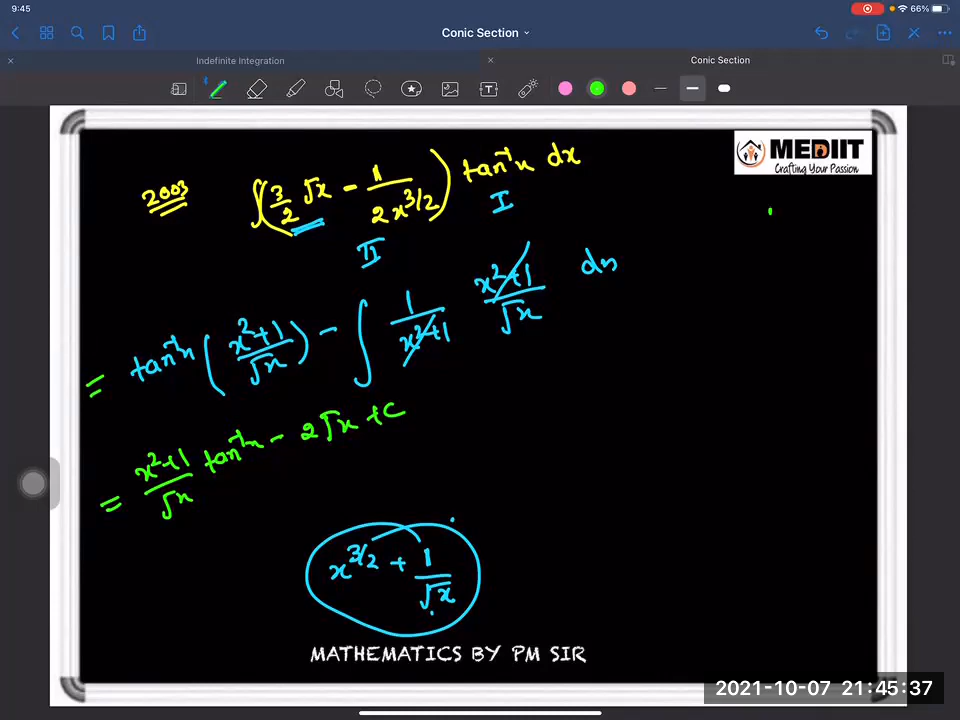 9:45
66%
Conic Section
Indefinite Integration
Conic Section
MEDIIT
Crafting Your Passion
2003
∫(3/2 √x - 1/(2x^3/2)) tan⁻¹x dx
I
II
= tan⁻¹x ((x²+1)/√x) - ∫ 1/(x²+1) (x²+1)/√x dx
= (x²+1)/√x tan⁻¹x - 2√x + C
x^3/2 + 1/√x
MATHEMATICS BY PM SIR
2021-10-07 21:45:37